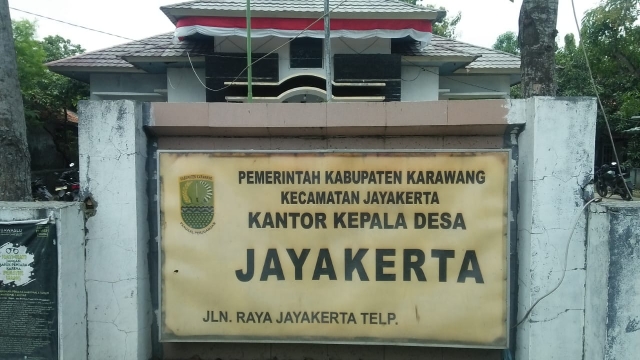 PEMERINTAH KABUPATEN KARAWANG
KECAMATAN JAYAKERTA
KANTOR KEPALA DESA
JAYAKERTA
JLN. RAYA JAYAKERTA TELP.